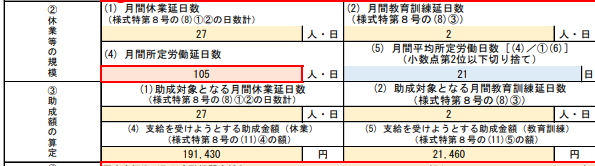 ②休業等の規模
(1) 月間休業延日数
(様式特第8号の(8)①②の日数計)
27 人・日
(2) 月間教育訓練延日数
(様式特第8号の(8)③)
2 人・日
(4) 月間所定労働延日数
105 人・日
(5) 月間平均所定労働日数 [(4)/①(6)]
(小数点第2位以下切り捨て)
21 日
③助成額の算定
(1)助成対象となる月間休業延日数
(様式特第8号の(8)①②の日数計)
27 人・日
(2) 助成対象となる月間教育訓練延日数
(様式特第8号の(8)③)
2 人・日
(4) 支給を受けようとする助成金額 (休業)
(様式特第8号の(11)④の額)
191,430 円
(5) 支給を受けようとする助成金額 (教育訓練)
(様式特第8号の(11)⑤の額)
21,460 円